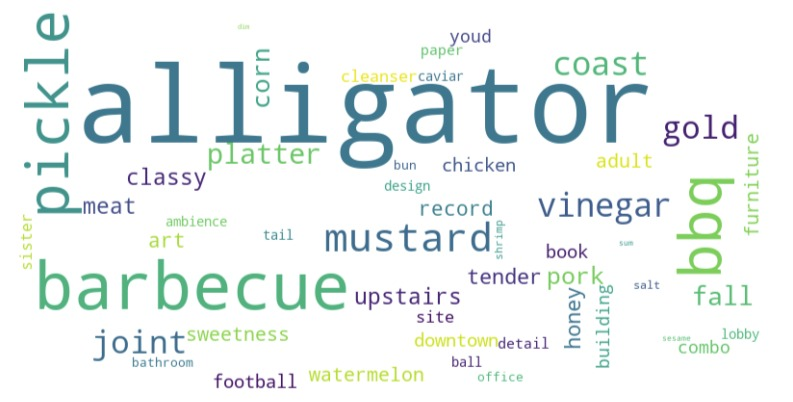 dim
youd
paper
pickle
alligator
corn
coast
cleanser
caviar
gold
platter
bun
chicken
adult
furniture
classy
design
meat
record
vinegar
bbq
sister
ambience
art
tail
mustard
shrimp
book
sum
barbecue
upstairs
tender
pork
salt
fall
site
honey
building
joint
sweetness
downtown
detail
sesame
lobby
combo
bathroom
ball
football
watermelon
office